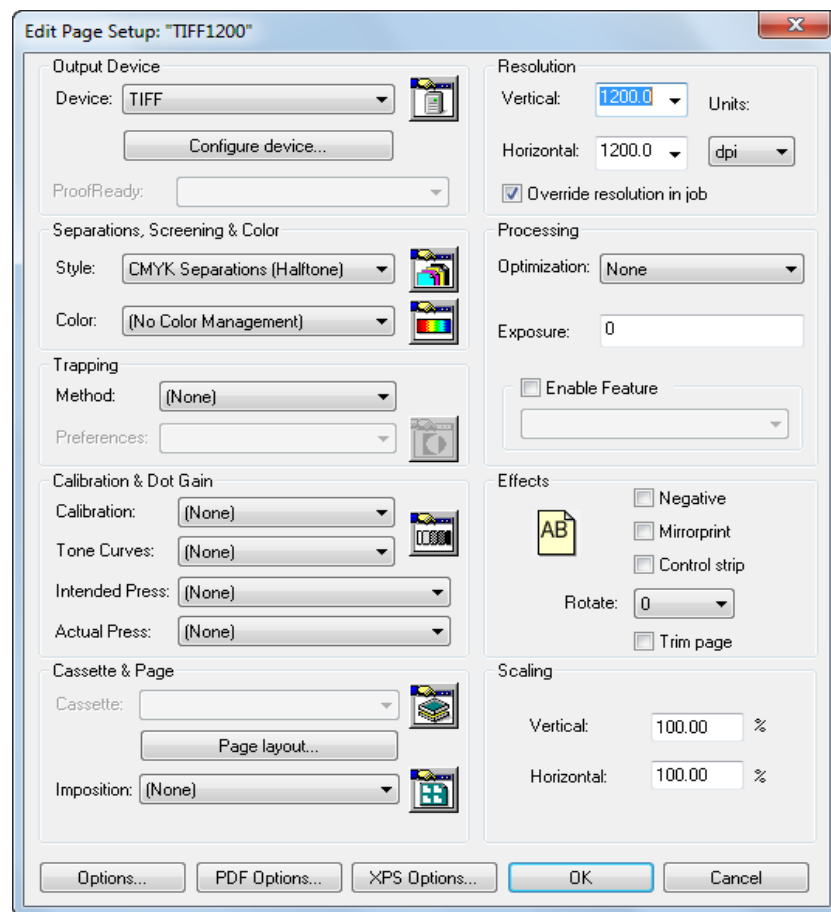 Edit Page Setup: "TIFF1200"
Output Device
Device: TIFF
Configure device...
ProofReady:
Resolution
Vertical: 1200.0 Units:
Horizontal: 1200.0 dpi
Override resolution in job
Separations, Screening & Color
Style: CMYK Separations (Halftone)
Color: (No Color Management)
Processing
Optimization: None
Exposure: 0
Enable Feature
Trapping
Method: (None)
Preferences:
Calibration & Dot Gain
Calibration: (None)
Tone Curves: (None)
Intended Press: (None)
Actual Press: (None)
Effects
AB
Negative
Mirrorprint
Control strip
Rotate: 0
Trim page
Cassette & Page
Cassette:
Page layout...
Imposition: (None)
Scaling
Vertical: 100.00 %
Horizontal: 100.00 %
Options... PDF Options... XPS Options... OK Cancel